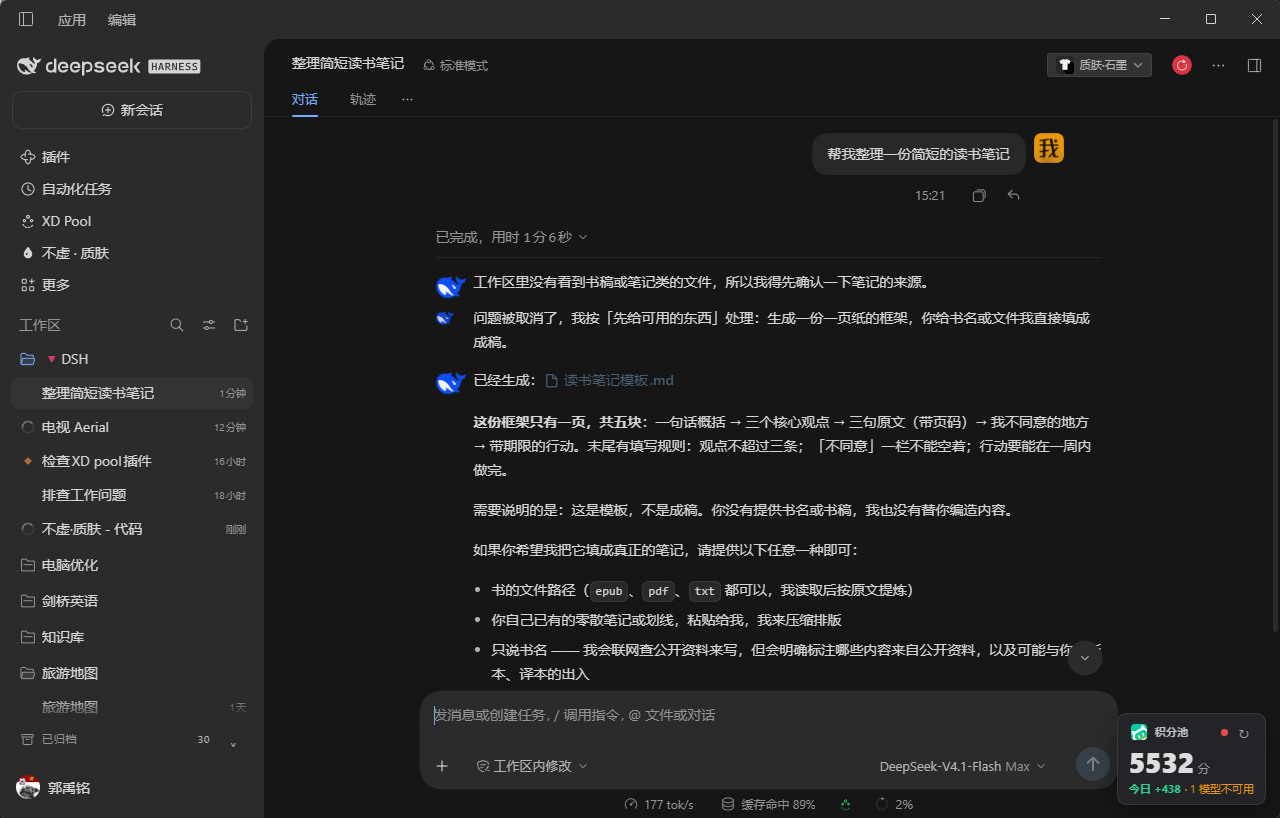 应用 编辑
deepseek HARNESS
新会话
插件
自动化任务
XD Pool
不虚 · 质肤
更多
工作区
DSH
整理简短读书笔记 1分钟
电视 Aerial 12分钟
检查XD pool插件 16小时
排查工作问题 18小时
不虚·质肤 - 代码 刚刚
电脑优化
剑桥英语
知识库
旅游地图
旅游地图 1天
已归档 30
郭禹铭
整理简短读书笔记 标准模式
质肤·石墨
对话 轨迹 ···
帮我整理一份简短的读书笔记
我
15:21
已完成，用时 1分6秒
工作区里没有看到书稿或笔记类的文件，所以我得先确认一下笔记的来源。
问题被取消了，我按「先给可用的东西」处理：生成一份一页纸的框架，你给书名或文件我直接填成
成稿。
已经生成： 读书笔记模板.md
这份框架只有一页，共五块：一句话概括 → 三个核心观点 → 三句原文（带页码）→ 我不同意的地方
→ 带期限的行动。末尾有填写规则：观点不超过三条；「不同意」一栏不能空着；行动要能在一周内
做完。
需要说明的是：这是模板，不是成稿。你没有提供书名或书稿，我也没有替你编造内容。
如果你希望我把它填成真正的笔记，请提供以下任意一种即可：
• 书的文件路径（epub、pdf、txt 都可以，我读取后按原文提炼）
• 你自己已有的零散笔记或划线，粘贴给我，我来压缩排版
• 只说书名 —— 我会联网查公开资料来写，但会明确标注哪些内容来自公开资料，以及可能与你
本、译本的出入
发消息或创建任务, / 调用指令, @ 文件或对话
工作区内修改
DeepSeek-V4.1-Flash Max
177 tok/s 缓存命中 89% 2%
积分池
5532 分
今日 +438 · 1 模型不可用